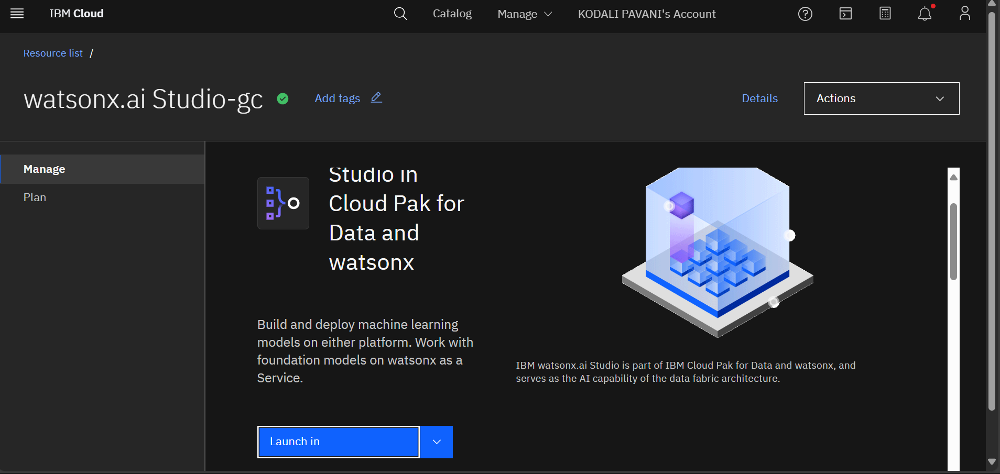 IBM Cloud
Catalog
Manage
KODALI PAVANI's Account
Resource list /
watsonx.ai Studio-gc
Add tags
Details
Actions
Manage
Plan
Studio in
Cloud Pak for
Data and
watsonx
Build and deploy machine learning
models on either platform. Work with
foundation models on watsonx as a
Service.
IBM watsonx.ai Studio is part of IBM Cloud Pak for Data and watsonx, and
serves as the AI capability of the data fabric architecture.
Launch in